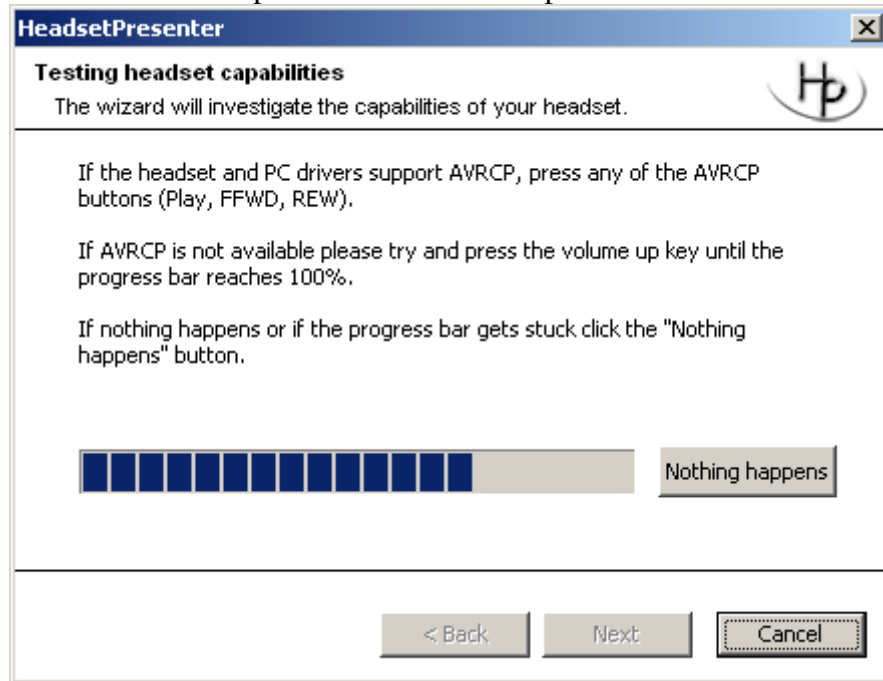 HeadsetPresenter
Testing headset capabilities
The wizard will investigate the capabilities of your headset.
Hp
If the headset and PC drivers support AVRCP, press any of the AVRCP
buttons (Play, FFWD, REW).
If AVRCP is not available please try and press the volume up key until the
progress bar reaches 100%.
If nothing happens or if the progress bar gets stuck click the "Nothing
happens" button.
Nothing happens
< Back
Next
Cancel